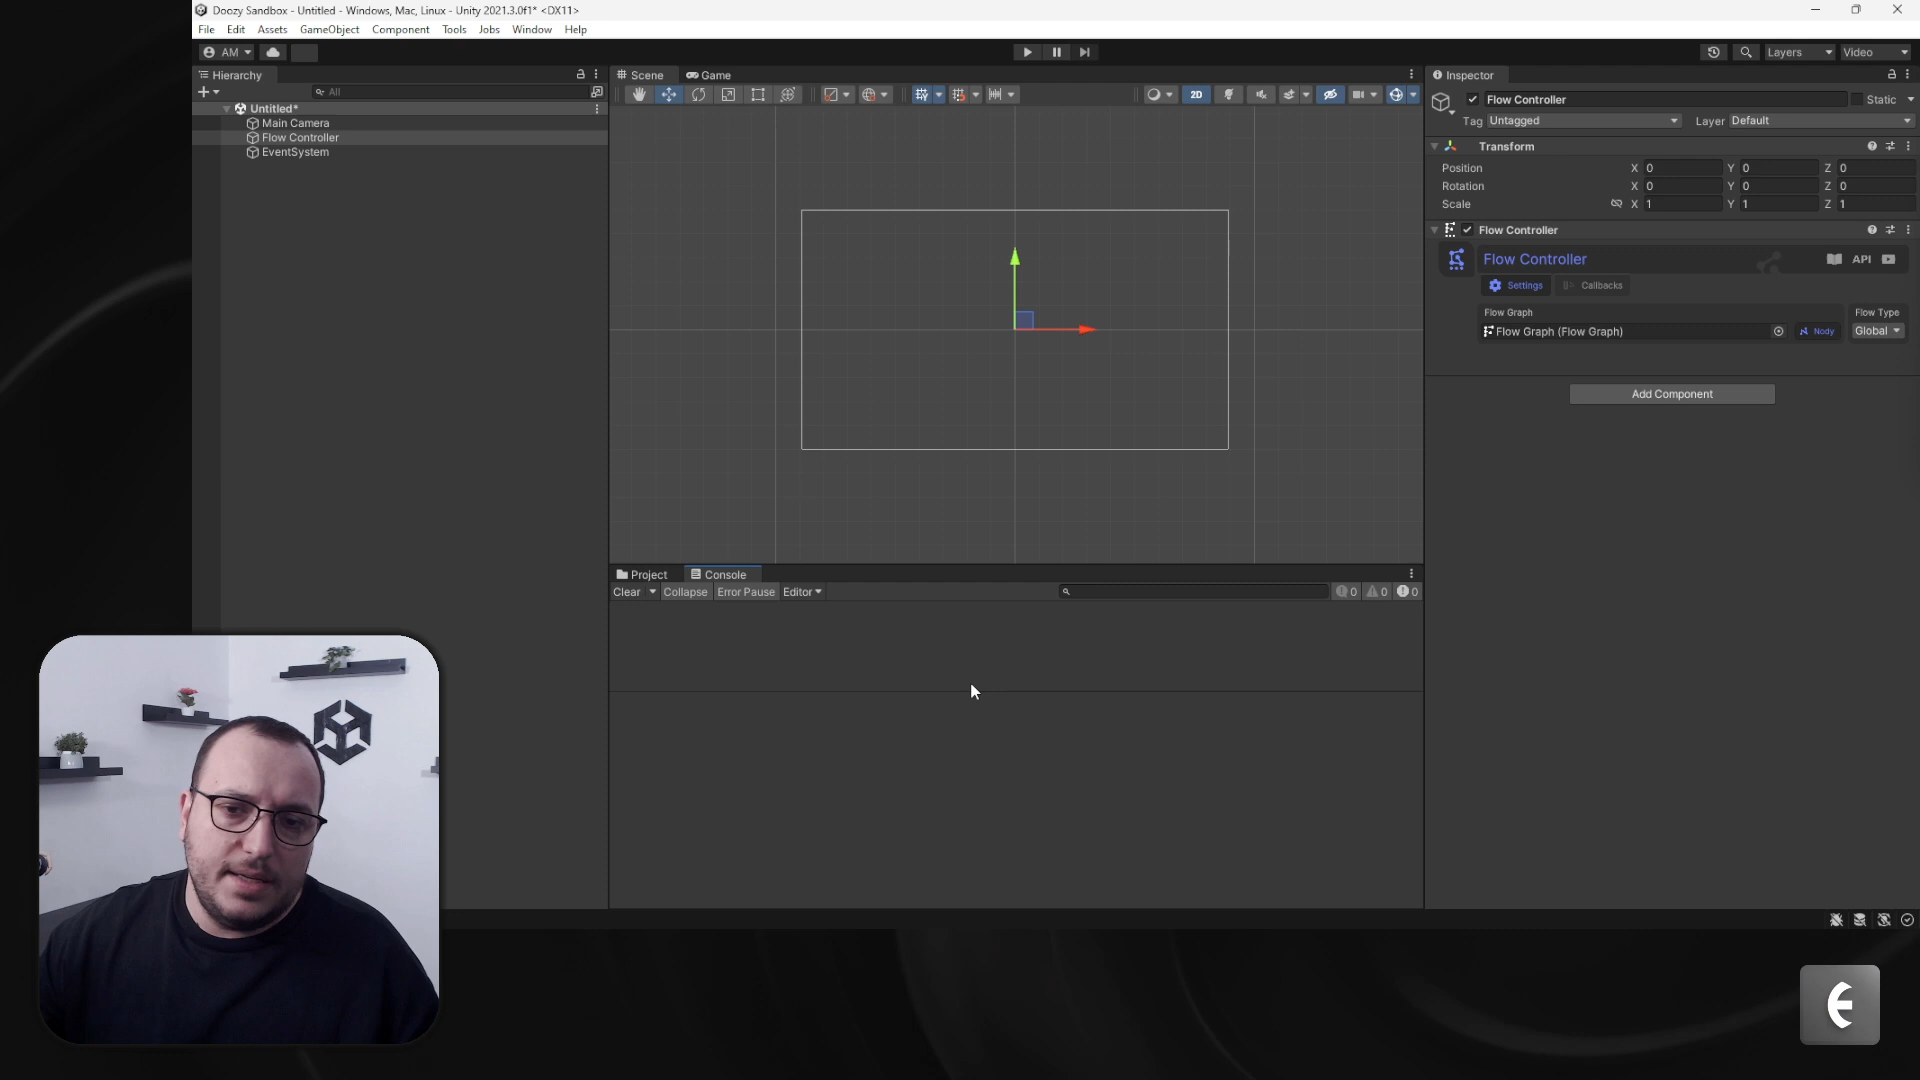 Doozy Sandbox - Untitled - Windows, Mac, Linux - Unity 2021.3.0f1* <DX11>
File Edit Assets GameObject Component Tools Jobs Window Help
AM Layers Video
Hierarchy Scene Game Inspector
All
2D
Untitled*
Main Camera
Flow Controller
EventSystem
Flow Controller Static
Tag Untagged Layer Default
Transform
Position X 0 Y 0 Z 0
Rotation X 0 Y 0 Z 0
Scale X 1 Y 1 Z 1
Flow Controller
Flow Controller API
Settings Callbacks
Flow Graph Flow Type
Flow Graph (Flow Graph) Nody Global
Add Component
Project Console
Clear Collapse Error Pause Editor 0 0 0